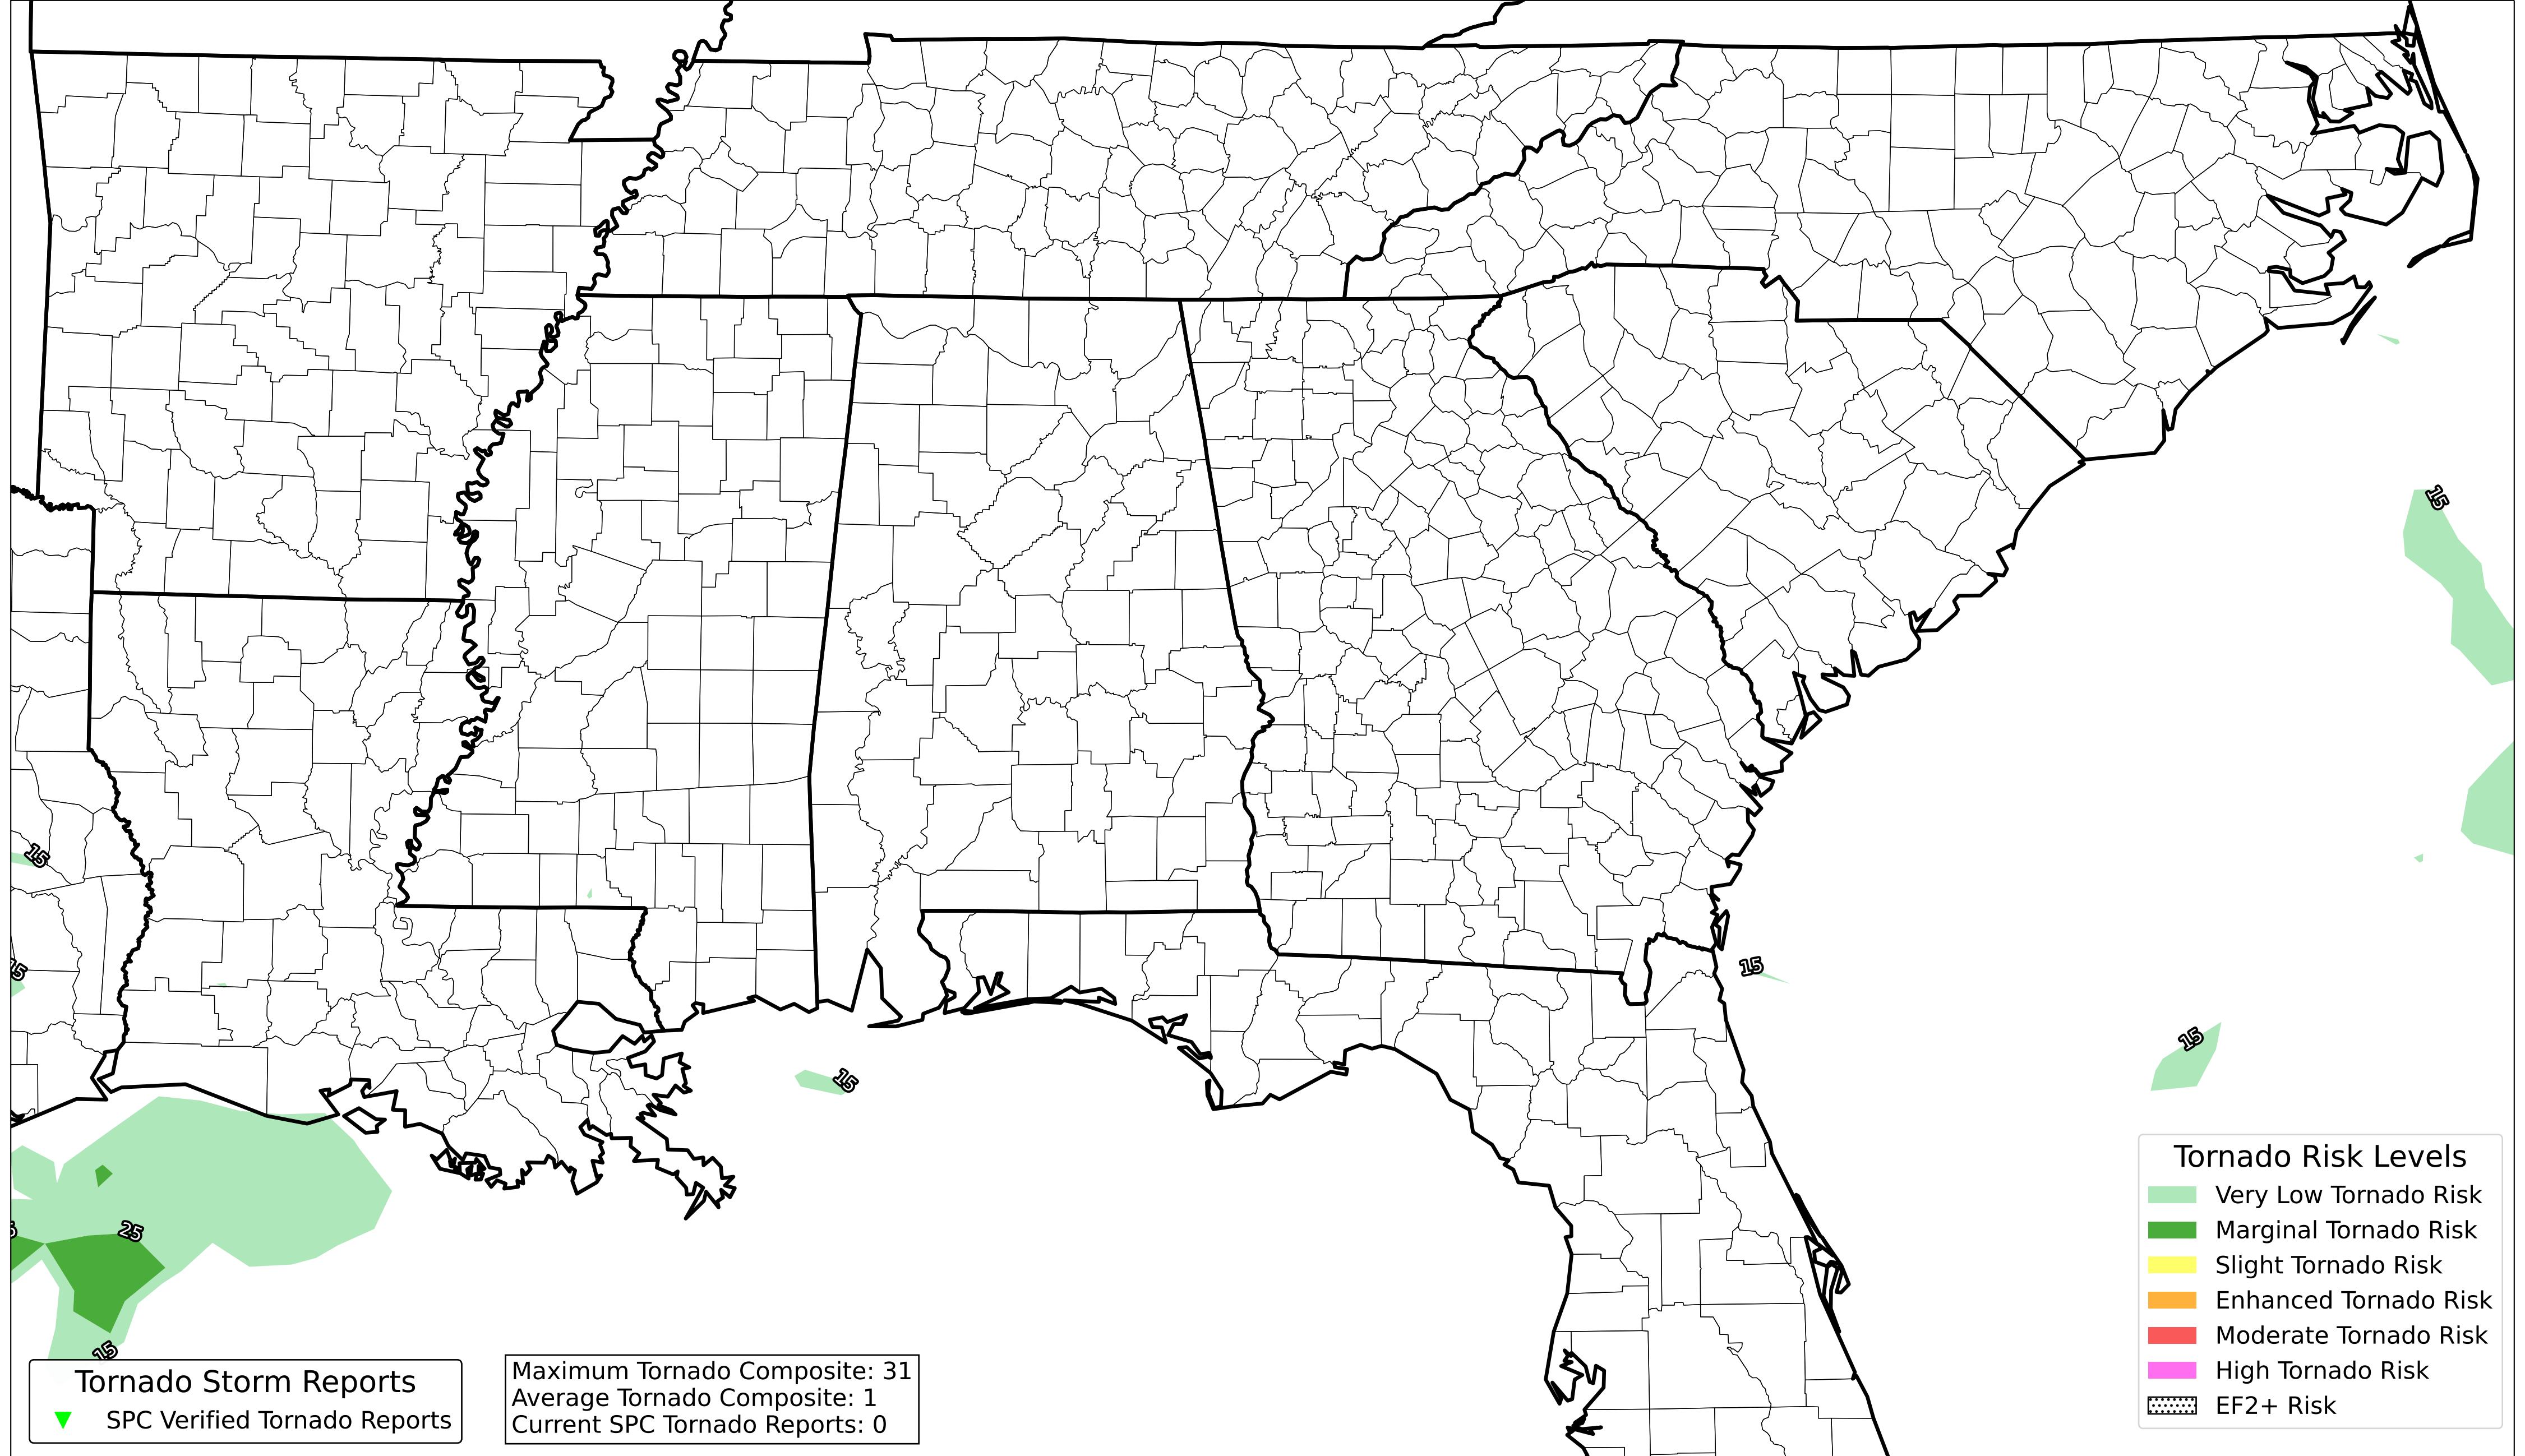 15
15
15
15
15
15
25
5
15
Tornado Risk Levels
Very Low Tornado Risk
Marginal Tornado Risk
Slight Tornado Risk
Enhanced Tornado Risk
Moderate Tornado Risk
High Tornado Risk
EF2+ Risk
Tornado Storm Reports
SPC Verified Tornado Reports
Maximum Tornado Composite: 31
Average Tornado Composite: 1
Current SPC Tornado Reports: 0